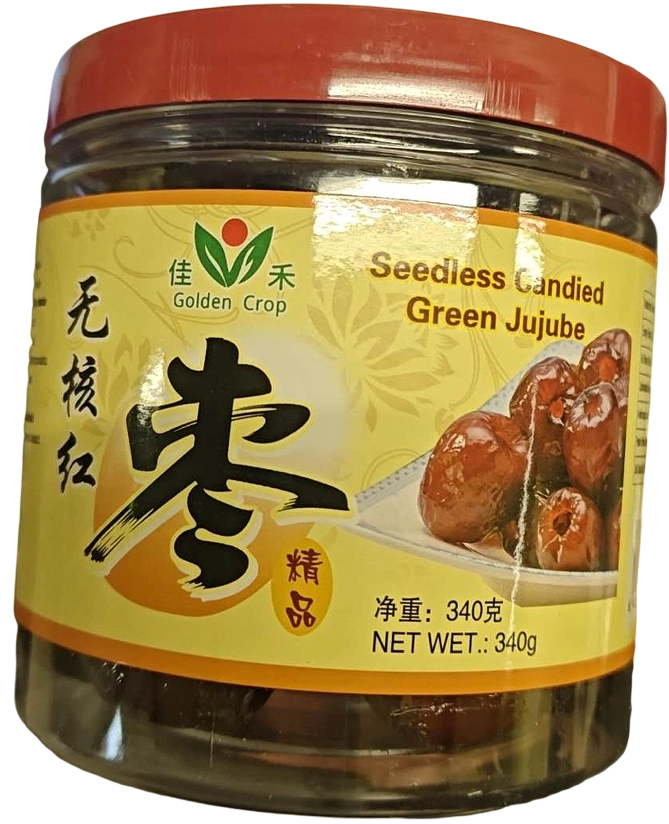 佳禾
Golden Crop
Seedless Candied
Green Jujube
无核红
枣
精品
净重：340克
NET WET.: 340g